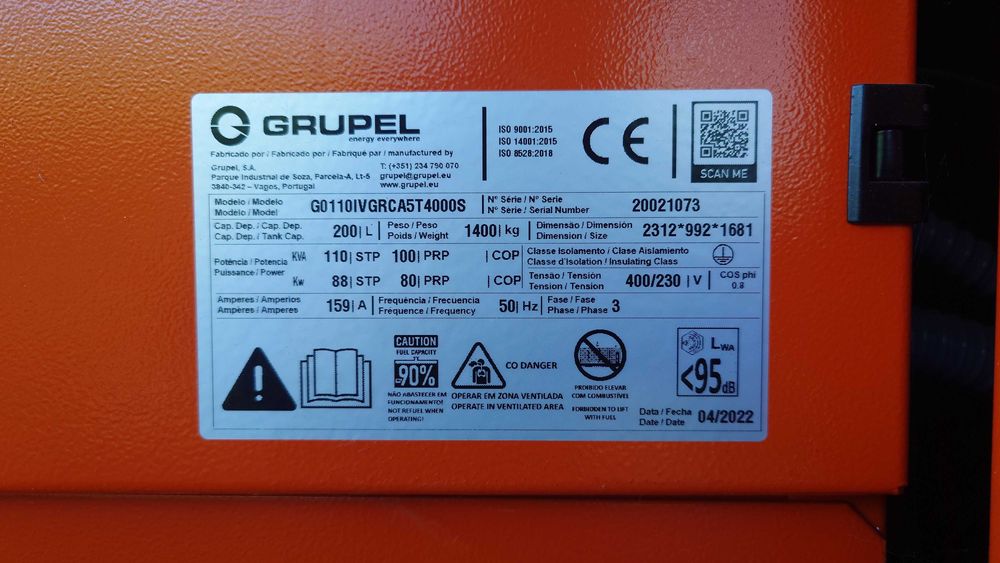 GRUPEL
energy everywhere
ISO 9001:2015
ISO 14001:2015
ISO 8528:2018
CE
SCAN ME
Fabricado por / Fabricado por / Fabriqué par / manufactured by
Grupel, S.A. T: (+351) 234 790 070
Parque Industrial de Soza, Parcela-A, Lt-5 grupel@grupel.eu
3840-342 – Vagos, Portugal www.grupel.eu
Modelo / Modelo
Modèle / Model G0110IVGRCA5T4000S
N° Série / N° Serie
N° Série / Serial Number 20021073
Cap. Dep. / Cap. Dep.
Cap. Dep. / Tank Cap. 200 | L
Peso / Peso
Poids / Weight 1400 | kg
Dimensão / Dimensión
Dimension / Size 2312*992*1681
Potência / Potencia
Puissance / Power
KVA 110 | STP 100 | PRP | COP
Kw 88 | STP 80 | PRP | COP
Classe Isolamento / Clase Aislamiento
Classe d'Isolation / Insulating Class
Tensão / Tensión
Tension / Tension 400/230 | V
COS phi
0.8
Amperes / Amperios
Ampères / Amperes 159 | A
Frequência / Frecuencia
Fréquence / Frequency 50 | Hz
Fase / Fase
Phase / Phase 3
CAUTION
FUEL CAPACITY
90%
NÃO ABASTECER EM
FUNCIONAMENTO!
NOT REFUEL WHEN
OPERATING!
CO DANGER
OPERAR EM ZONA VENTILADA
OPERATE IN VENTILATED AREA
PROIBIDO ELEVAR
COM COMBUSTÍVEL
FORBIDDEN TO LIFT
WITH FUEL
LWA
<95dB
Data / Fecha
Date / Date 04/2022